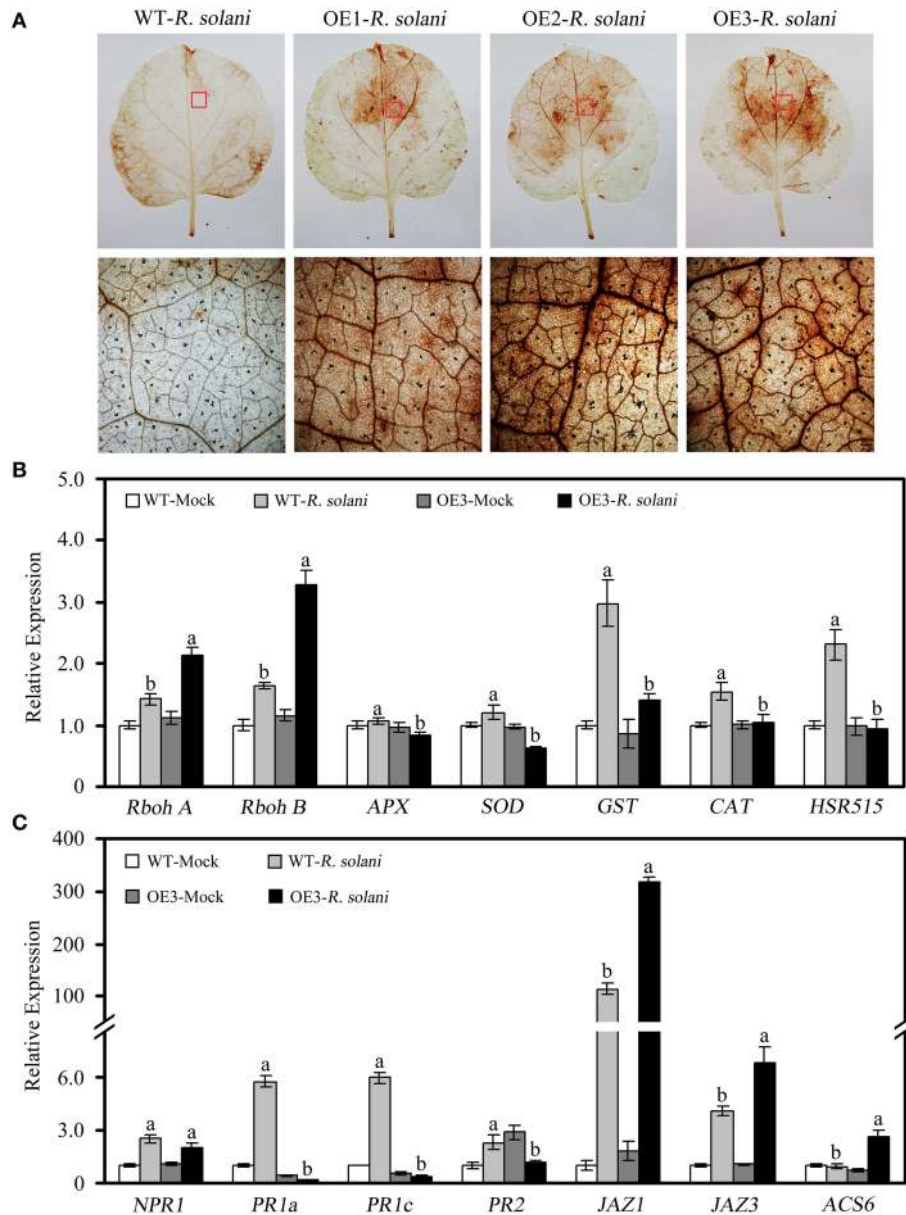 A
WT-R. solani OE1-R. solani OE2-R. solani OE3-R. solani
B
5.0
WT-Mock WT-R. solani OE3-Mock OE3-R. solani
4.0
3.0
2.0
1.0
0
Relative Expression
b a b a a b a b a b a b a b
Rboh A Rboh B APX SOD GST CAT HSR515
C
400
WT-Mock WT-R. solani
OE3-Mock OE3-R. solani
300
200
100
6.0
3.0
0
Relative Expression
a a a b a b a b b a b a b a
NPR1 PR1a PR1c PR2 JAZ1 JAZ3 ACS6